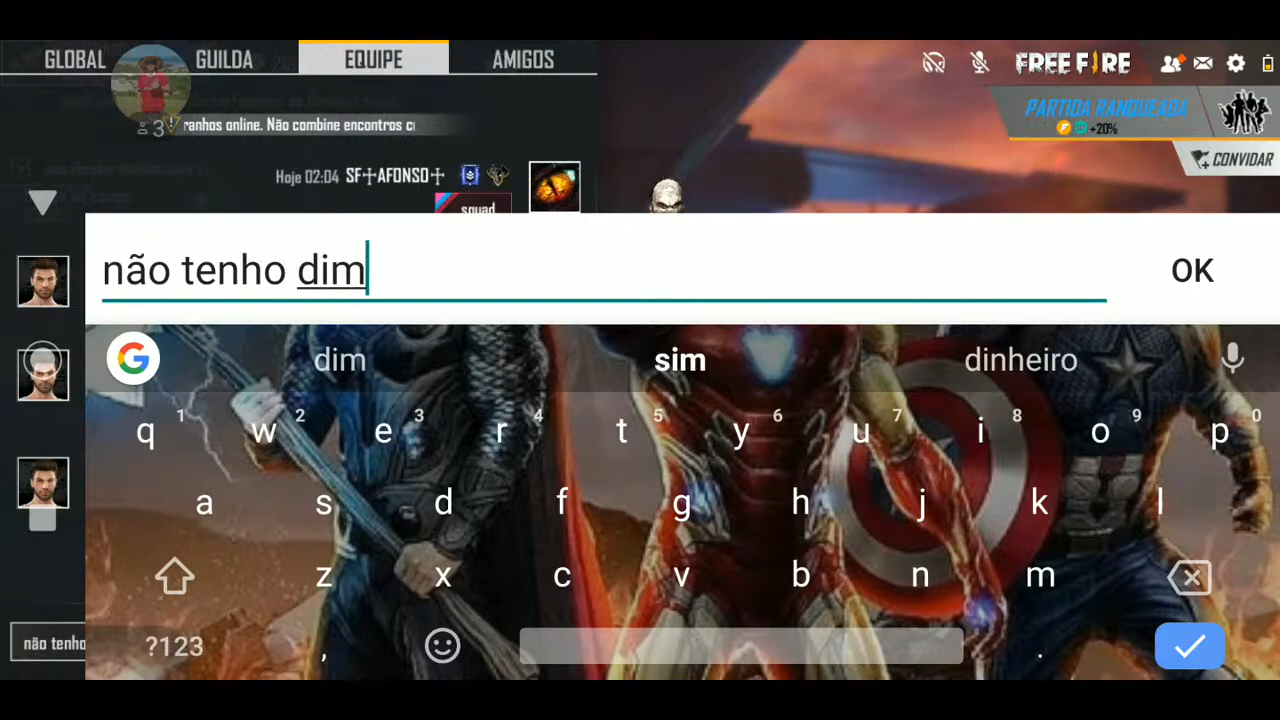 GLOBAL GUILDA EQUIPE AMIGOS
FREE FIRE
3 ranhos online. Não combine encontros c
PARTIDA RANQUEADA
+20%
CONVIDAR
Hoje 02:04 SF☩AFONSO☩
squad
não tenho dim
OK
G dim sim dinheiro
1 2 3 4 5 6 7 8 9 0
q w e r t y u i o p
a s d f g h j k l
z x c v b n m
não tenho
?123 , .